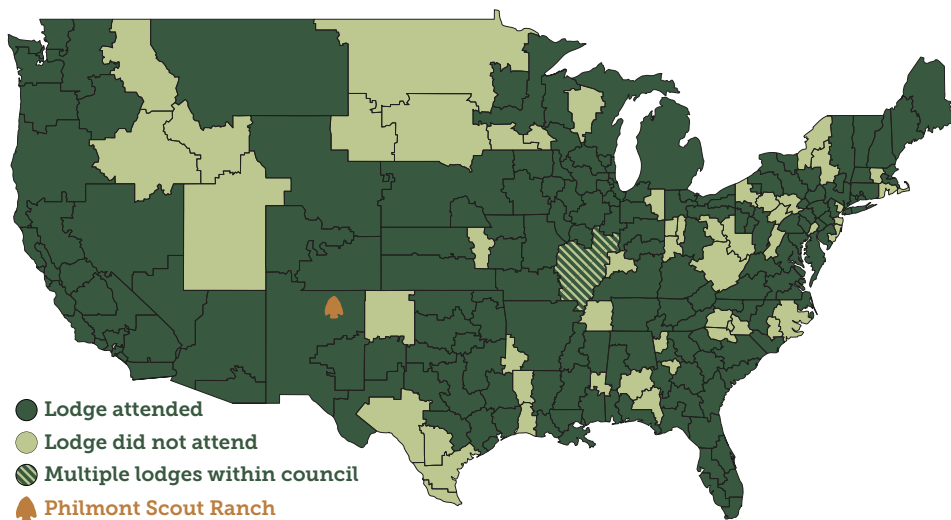 Lodge attended
Lodge did not attend
Multiple lodges within council
Philmont Scout Ranch